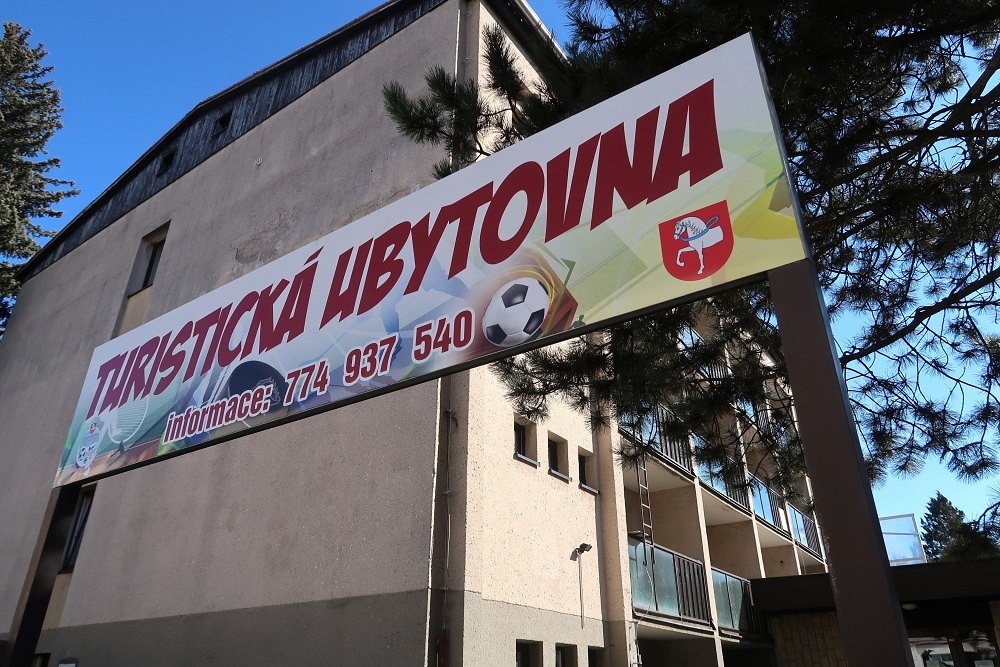 TURISTICKÁ UBYTOVNA
informace: 774 937 540